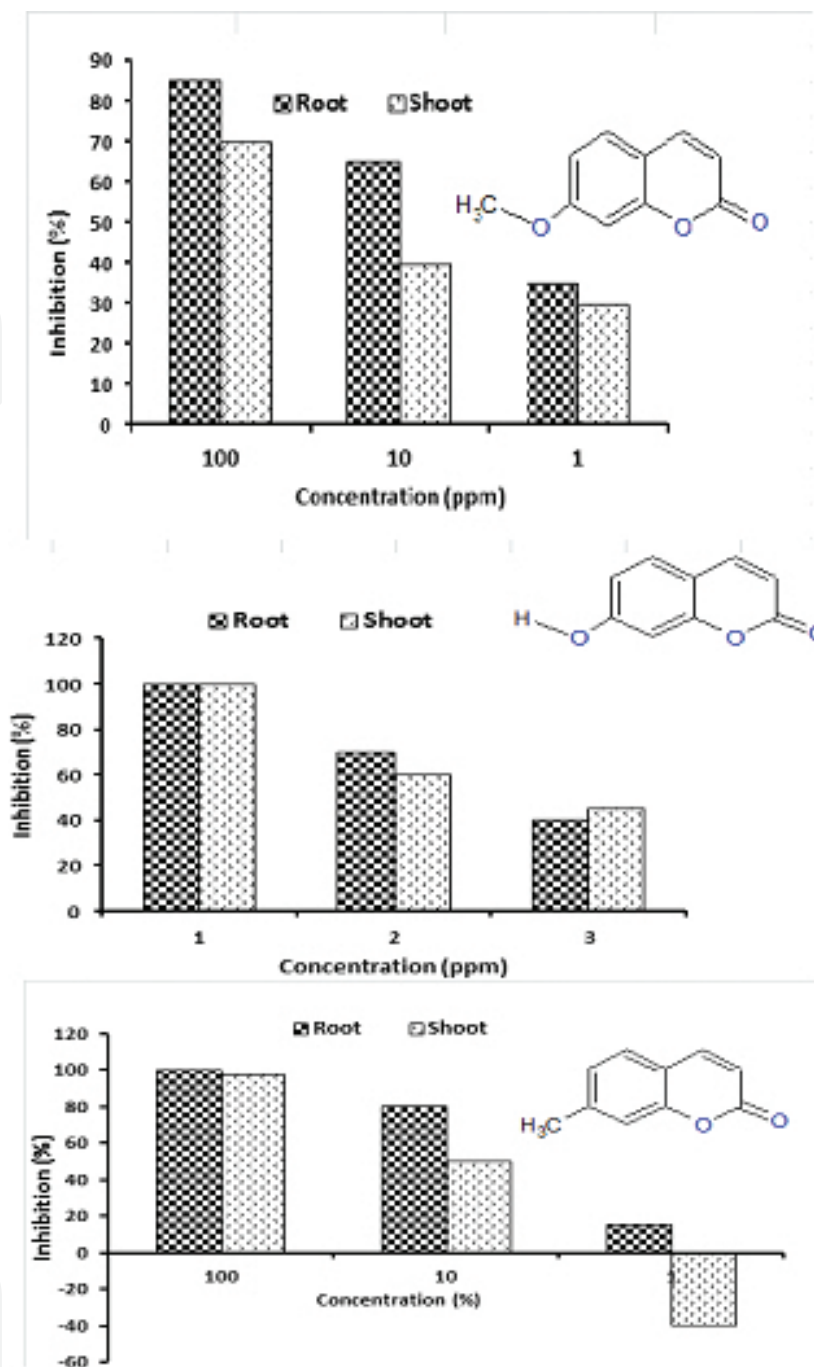 90
80
70
60
50
40
30
20
10
0
Inhibition (%)
Root Shoot
H₃C O O O
100 10 1
Concentration (ppm)
120
100
80
60
40
20
0
Inhibition (%)
Root Shoot
H O O O
1 2 3
Concentration (ppm)
120
100
80
60
40
20
0
-20
-40
-60
Inhibition (%)
Root Shoot
H₃C O O
100 10
Concentration (%)